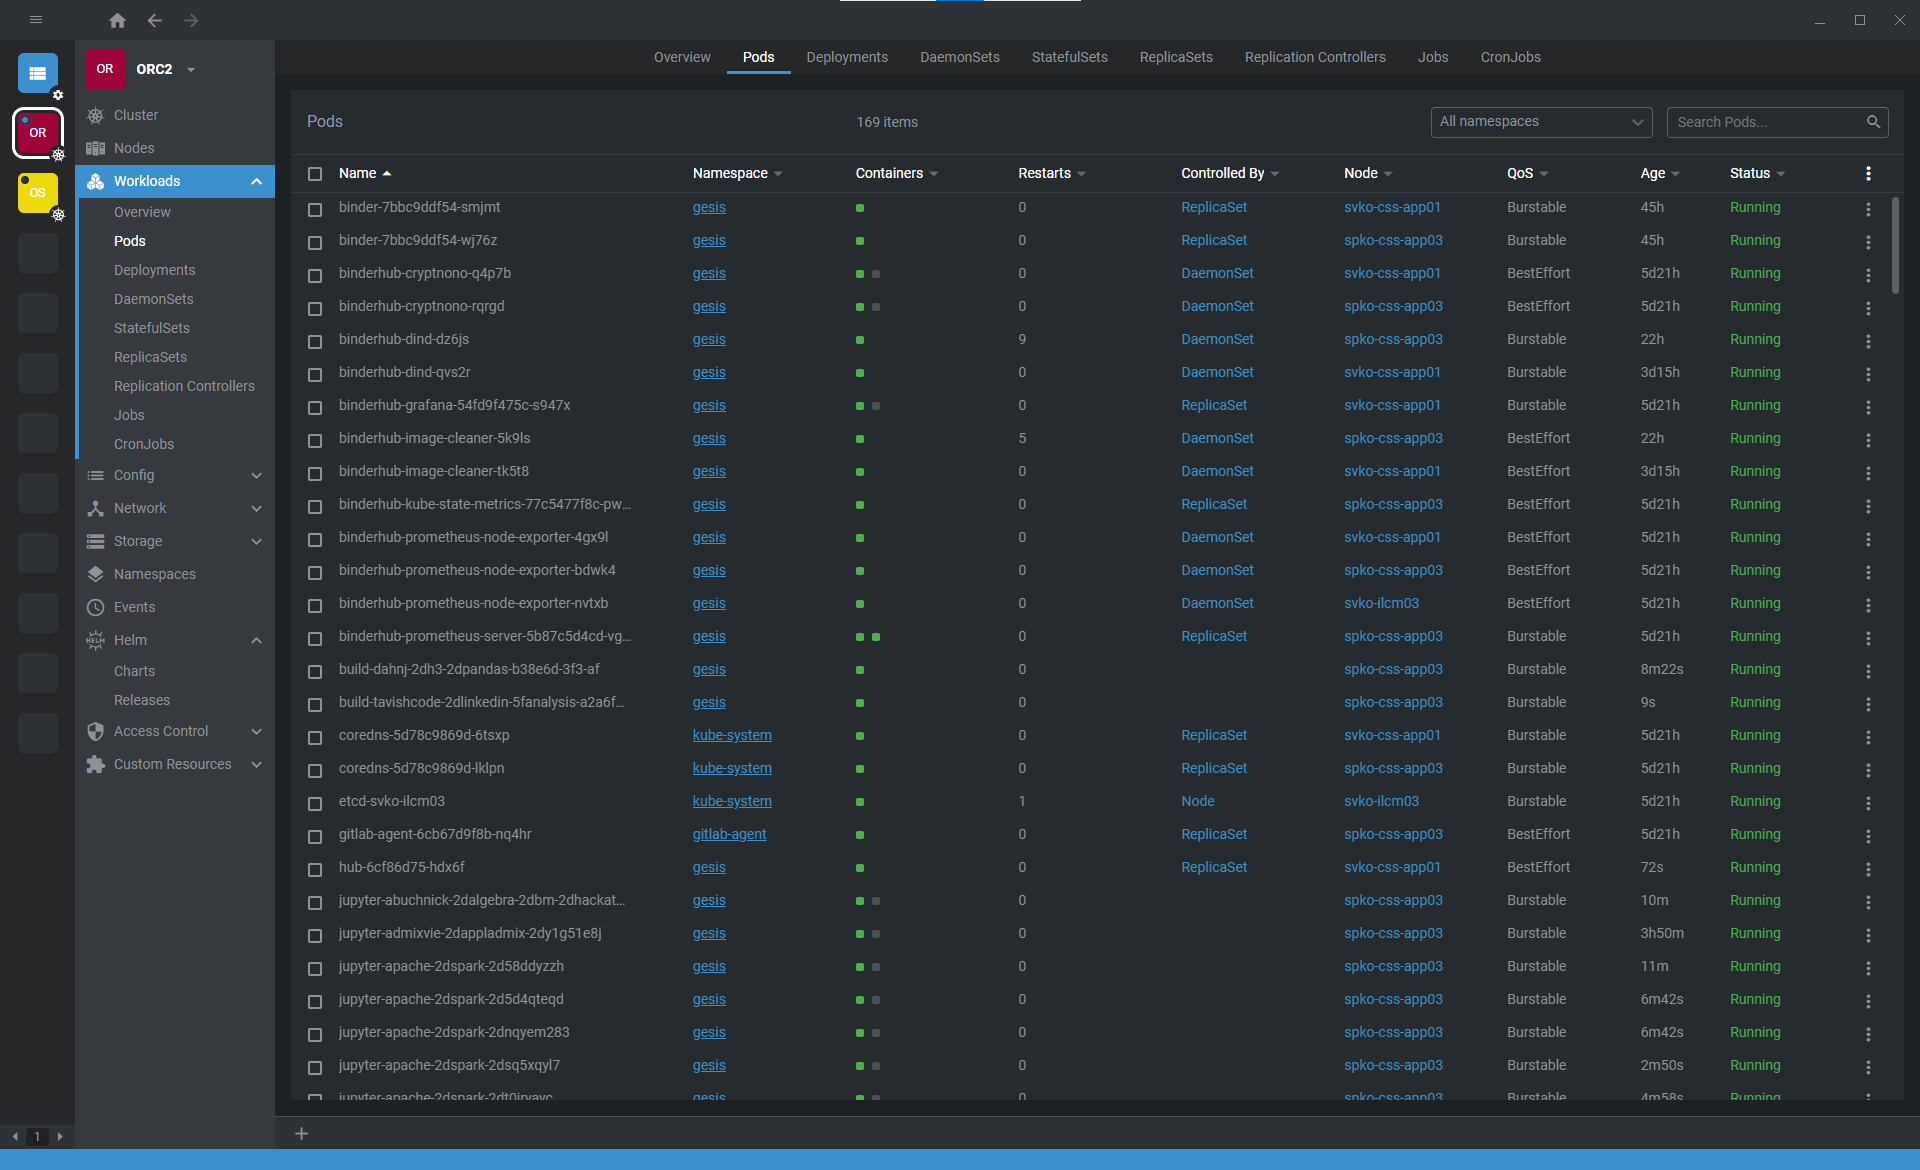 Overview Pods Deployments DaemonSets StatefulSets ReplicaSets Replication Controllers Jobs CronJobs
OR ORC2
OR
OS
Cluster
Nodes
Workloads
Overview
Pods
Deployments
DaemonSets
StatefulSets
ReplicaSets
Replication Controllers
Jobs
CronJobs
Config
Network
Storage
Namespaces
Events
HELM Helm
Charts
Releases
Access Control
Custom Resources
1
Pods 169 items All namespaces Search Pods...
Name Namespace Containers Restarts Controlled By Node QoS Age Status
binder-7bbc9ddf54-smjmt gesis 0 ReplicaSet svko-css-app01 Burstable 45h Running
binder-7bbc9ddf54-wj76z gesis 0 ReplicaSet spko-css-app03 Burstable 45h Running
binderhub-cryptnono-q4p7b gesis 0 DaemonSet svko-css-app01 BestEffort 5d21h Running
binderhub-cryptnono-rqrgd gesis 0 DaemonSet spko-css-app03 BestEffort 5d21h Running
binderhub-dind-dz6js gesis 9 DaemonSet spko-css-app03 Burstable 22h Running
binderhub-dind-qvs2r gesis 0 DaemonSet svko-css-app01 Burstable 3d15h Running
binderhub-grafana-54fd9f475c-s947x gesis 0 ReplicaSet svko-css-app01 Burstable 5d21h Running
binderhub-image-cleaner-5k9ls gesis 5 DaemonSet spko-css-app03 BestEffort 22h Running
binderhub-image-cleaner-tk5t8 gesis 0 DaemonSet svko-css-app01 BestEffort 3d15h Running
binderhub-kube-state-metrics-77c5477f8c-pw... gesis 0 ReplicaSet spko-css-app03 BestEffort 5d21h Running
binderhub-prometheus-node-exporter-4gx9l gesis 0 DaemonSet svko-css-app01 BestEffort 5d21h Running
binderhub-prometheus-node-exporter-bdwk4 gesis 0 DaemonSet spko-css-app03 BestEffort 5d21h Running
binderhub-prometheus-node-exporter-nvtxb gesis 0 DaemonSet svko-ilcm03 BestEffort 5d21h Running
binderhub-prometheus-server-5b87c5d4cd-vg... gesis 0 ReplicaSet spko-css-app03 Burstable 5d21h Running
build-dahnj-2dh3-2dpandas-b38e6d-3f3-af gesis 0 spko-css-app03 Burstable 8m22s Running
build-tavishcode-2dlinkedin-5fanalysis-a2a6f... gesis 0 spko-css-app03 Burstable 9s Running
coredns-5d78c9869d-6tsxp kube-system 0 ReplicaSet svko-css-app01 Burstable 5d21h Running
coredns-5d78c9869d-lklpn kube-system 0 ReplicaSet spko-css-app03 Burstable 5d21h Running
etcd-svko-ilcm03 kube-system 1 Node svko-ilcm03 Burstable 5d21h Running
gitlab-agent-6cb67d9f8b-nq4hr gitlab-agent 0 ReplicaSet spko-css-app03 BestEffort 5d21h Running
hub-6cf86d75-hdx6f gesis 0 ReplicaSet svko-css-app01 BestEffort 72s Running
jupyter-abuchnick-2dalgebra-2dbm-2dhackat... gesis 0 spko-css-app03 Burstable 10m Running
jupyter-admixvie-2dappladmix-2dy1g51e8j gesis 0 spko-css-app03 Burstable 3h50m Running
jupyter-apache-2dspark-2d58ddyzzh gesis 0 spko-css-app03 Burstable 11m Running
jupyter-apache-2dspark-2d5d4qteqd gesis 0 spko-css-app03 Burstable 6m42s Running
jupyter-apache-2dspark-2dnqyem283 gesis 0 spko-css-app03 Burstable 6m42s Running
jupyter-apache-2dspark-2dsq5xqyl7 gesis 0 spko-css-app03 Burstable 2m50s Running
gesis 0 spko-css-app03 Burstable 4m58s Running